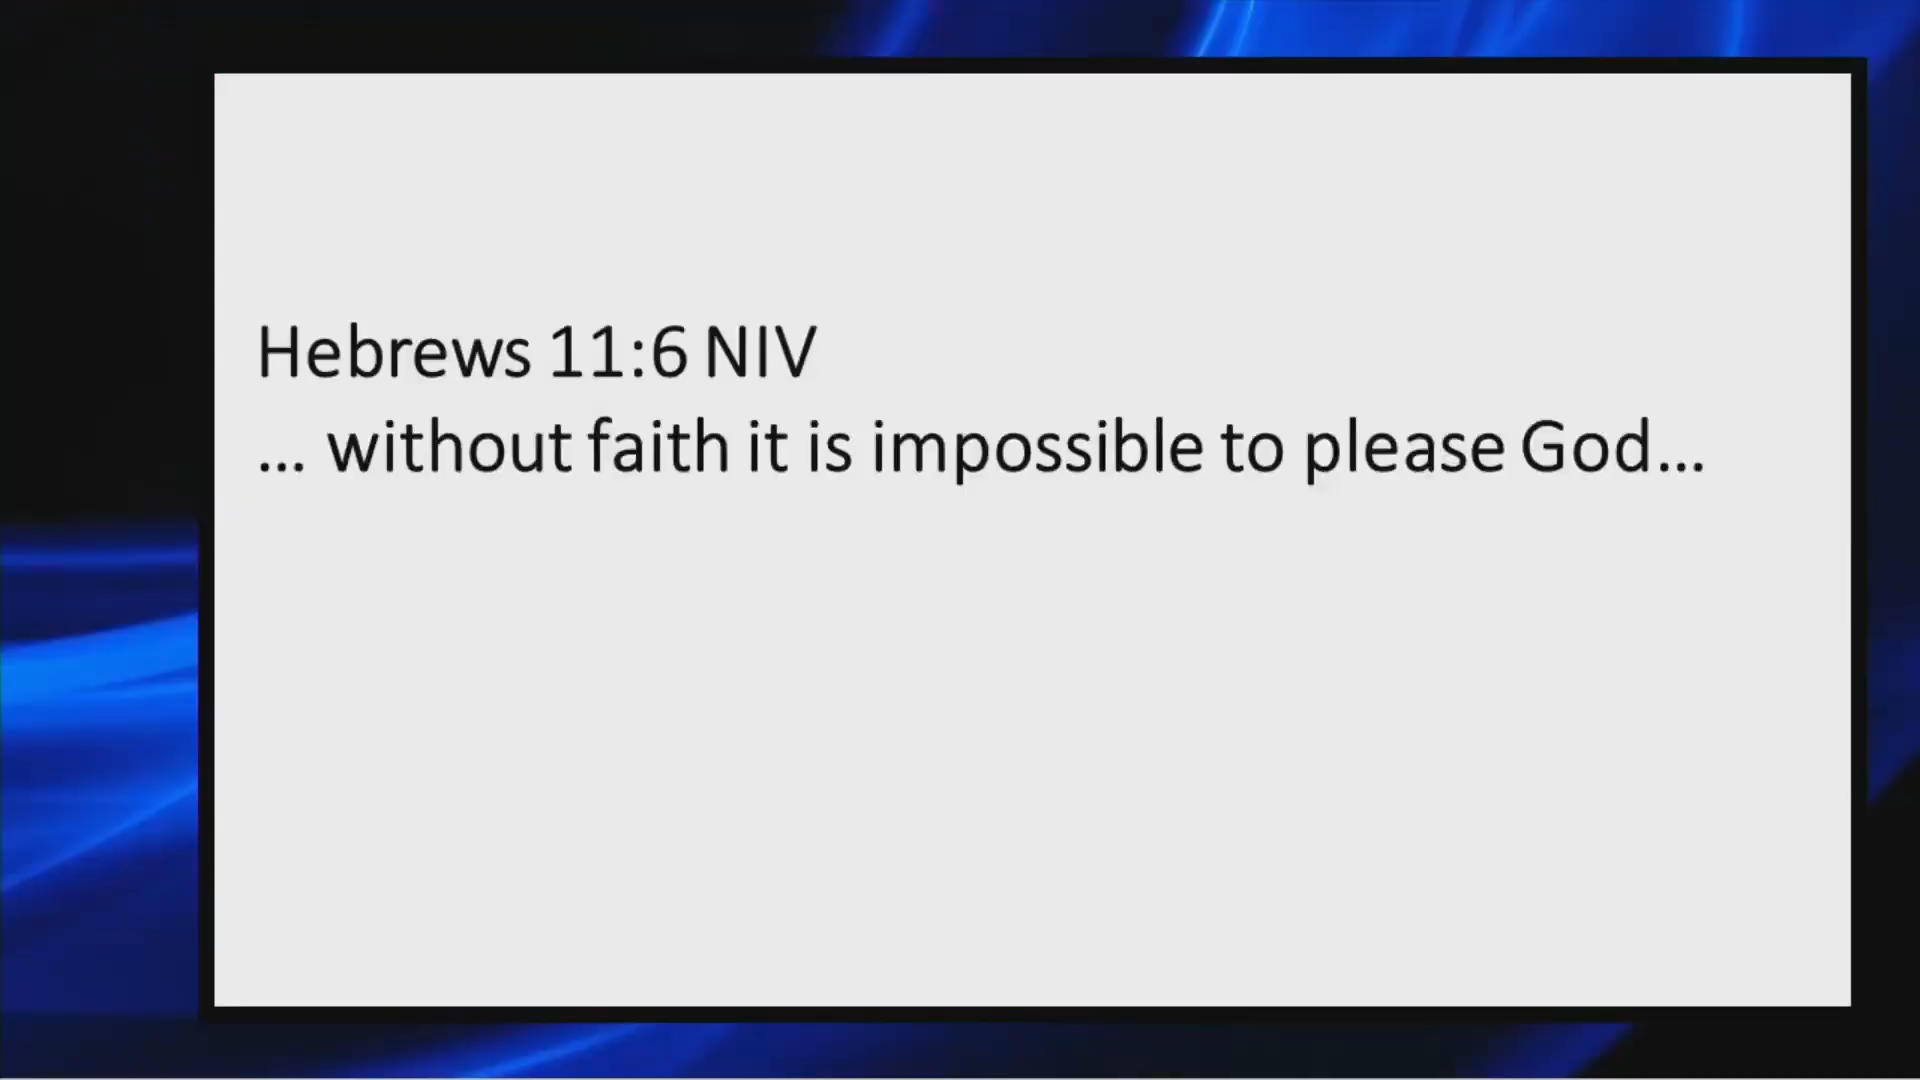 Hebrews 11:6 NIV
... without faith it is impossible to please God...